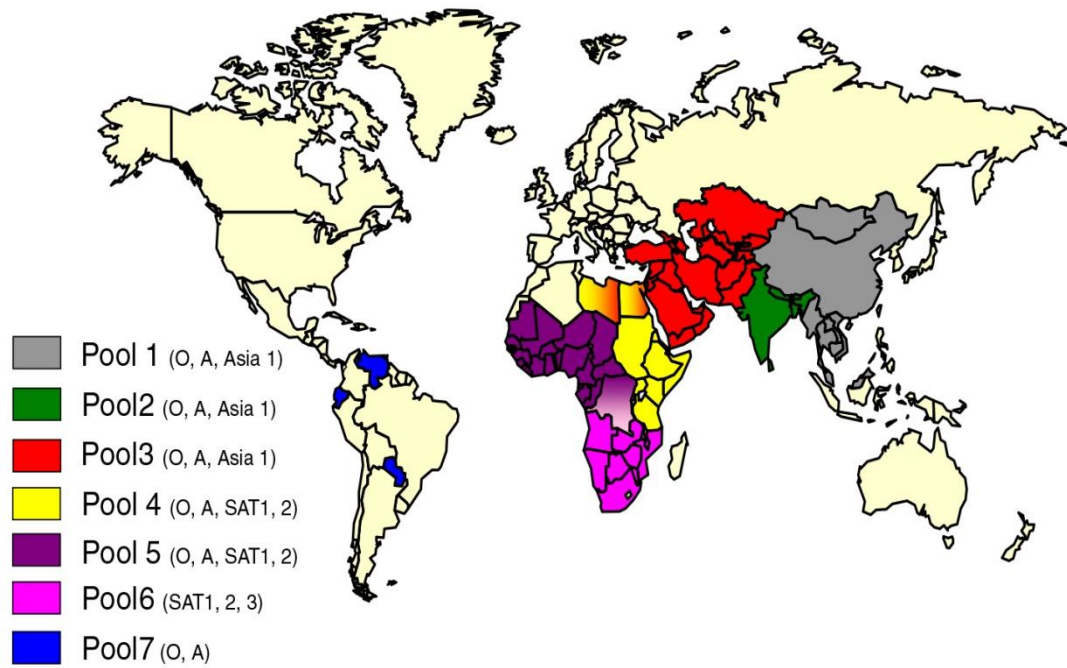 Pool 1 (O, A, Asia 1)
Pool2 (O, A, Asia 1)
Pool3 (O, A, Asia 1)
Pool 4 (O, A, SAT1, 2)
Pool 5 (O, A, SAT1, 2)
Pool6 (SAT1, 2, 3)
Pool7 (O, A)